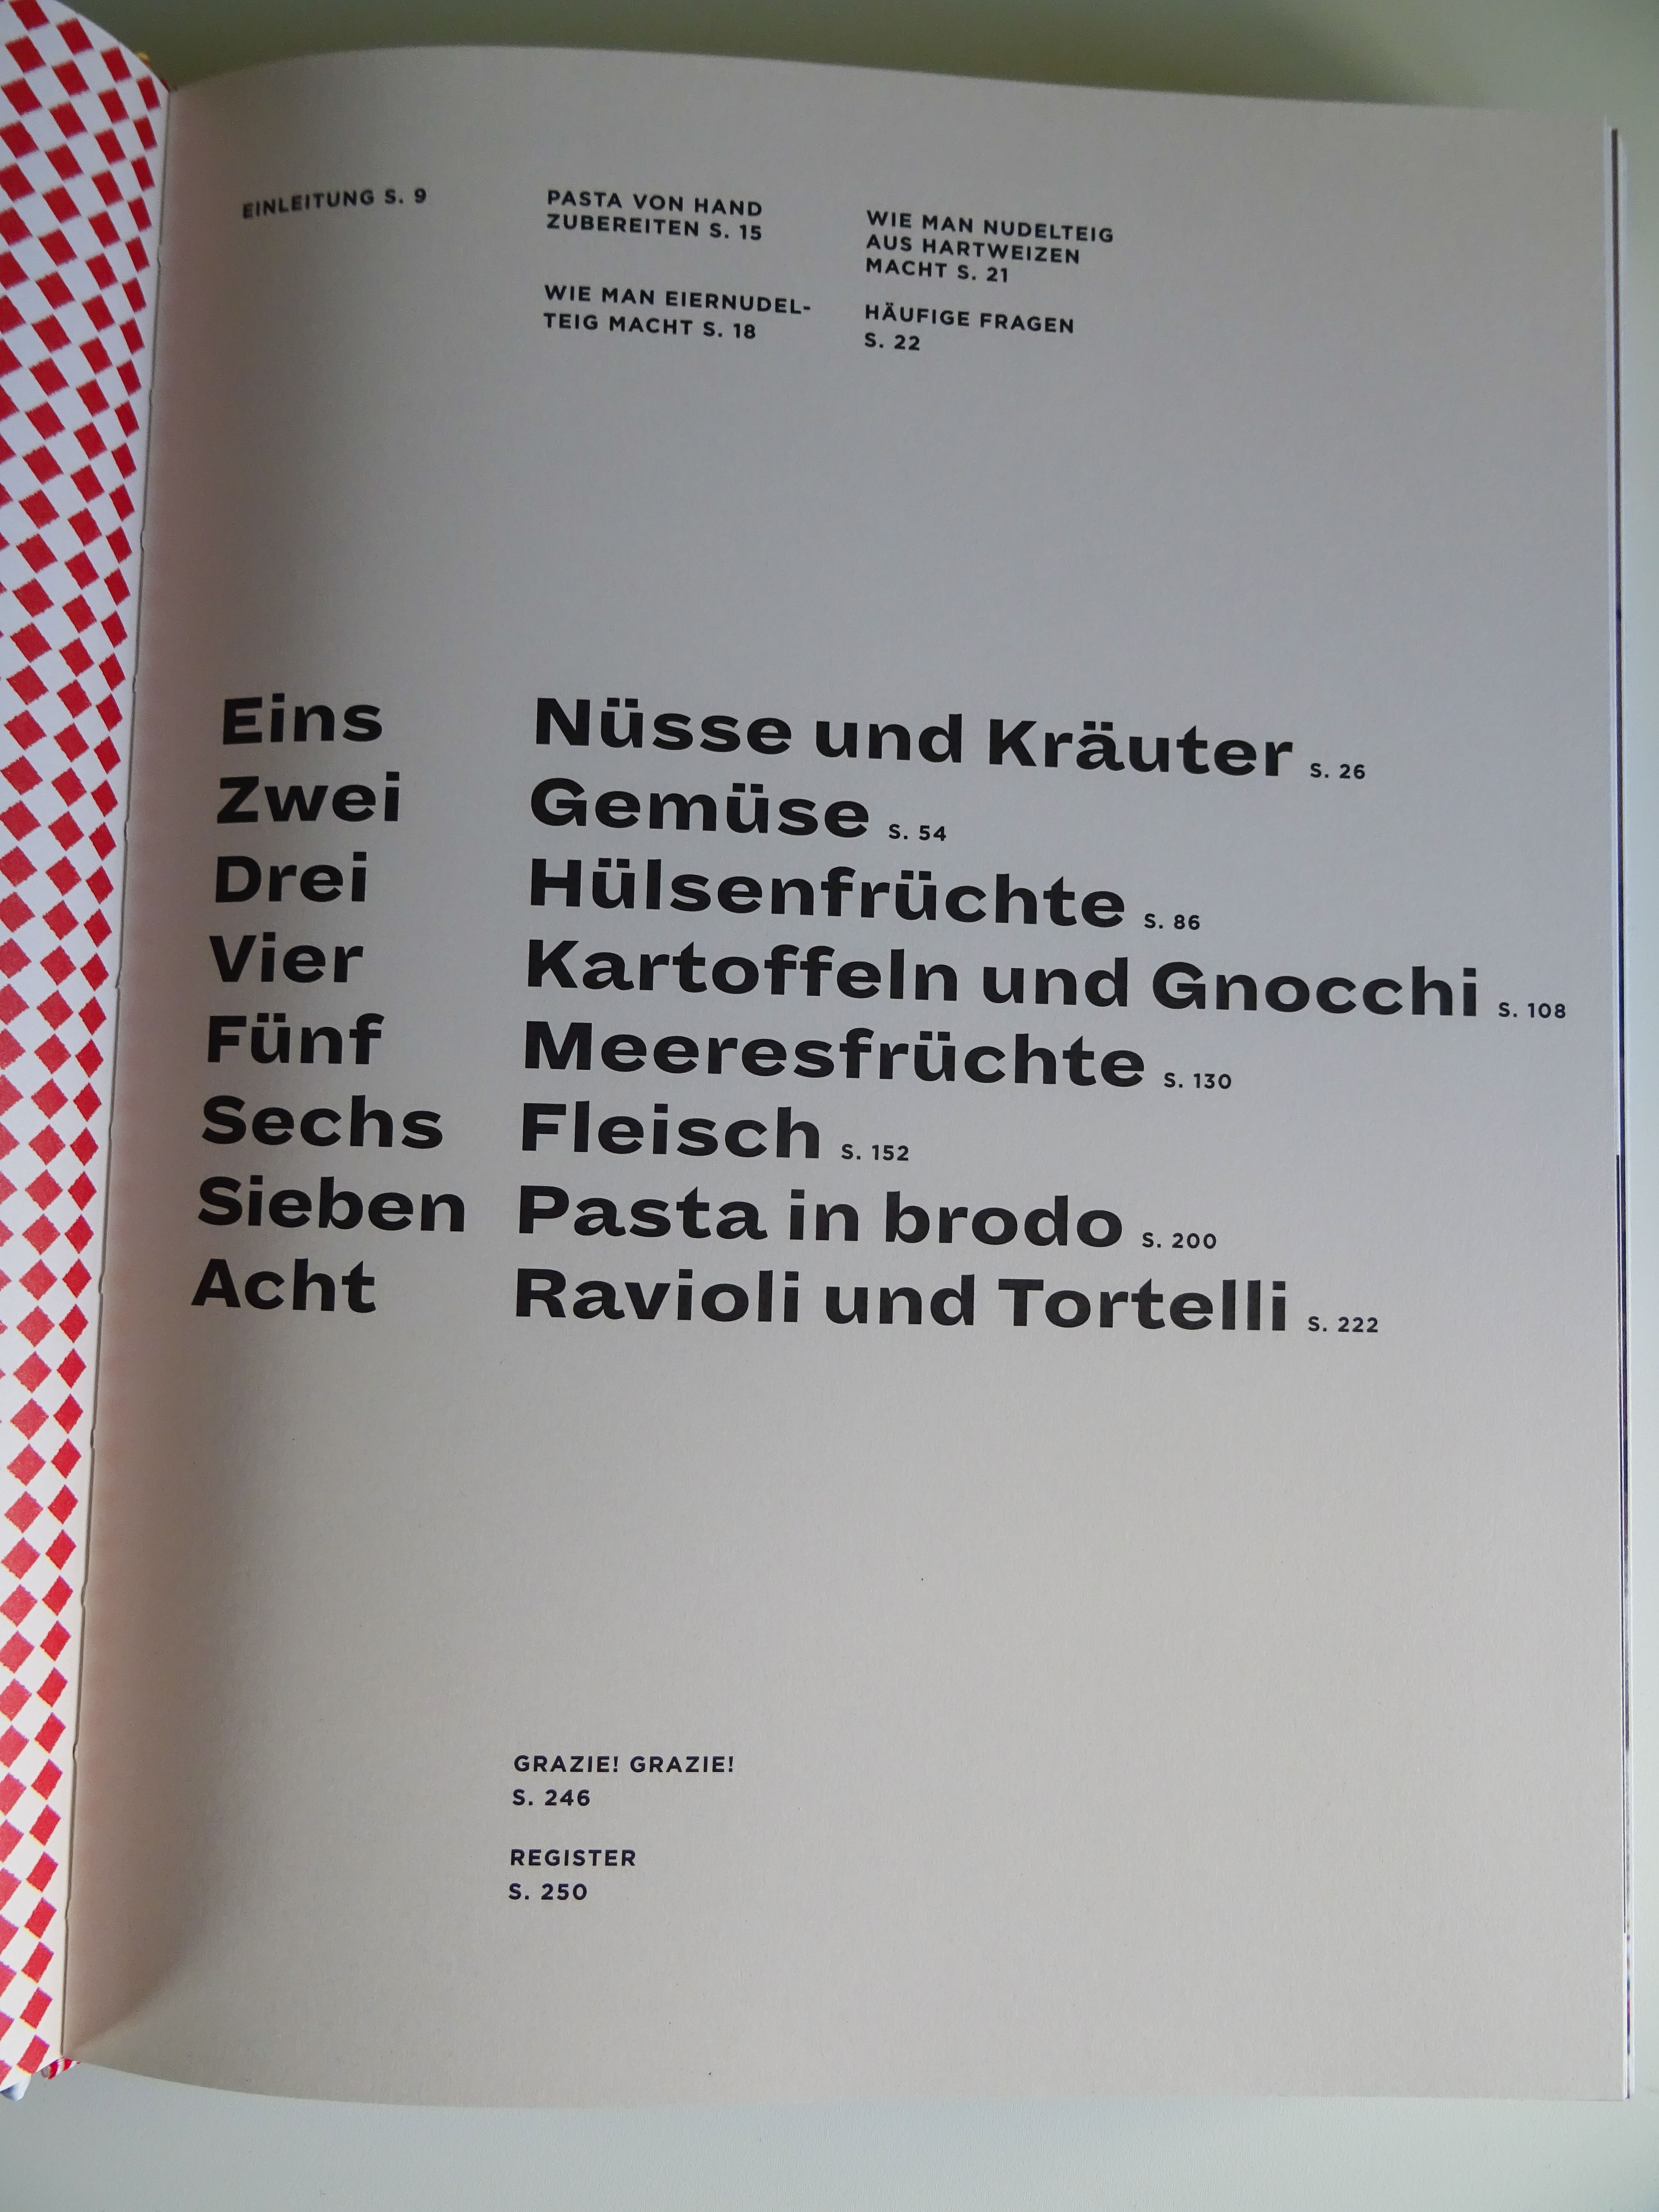 EINLEITUNG S. 9
PASTA VON HAND
ZUBEREITEN S. 15
WIE MAN EIERNUDEL-
TEIG MACHT S. 18
WIE MAN NUDELTEIG
AUS HARTWEIZEN
MACHT S. 21
HÄUFIGE FRAGEN
S. 22
Eins Nüsse und Kräuter S. 26
Zwei Gemüse S. 54
Drei Hülsenfrüchte S. 86
Vier Kartoffeln und Gnocchi S. 108
Fünf Meeresfrüchte S. 130
Sechs Fleisch S. 152
Sieben Pasta in brodo S. 200
Acht Ravioli und Tortelli S. 222
GRAZIE! GRAZIE!
S. 246
REGISTER
S. 250